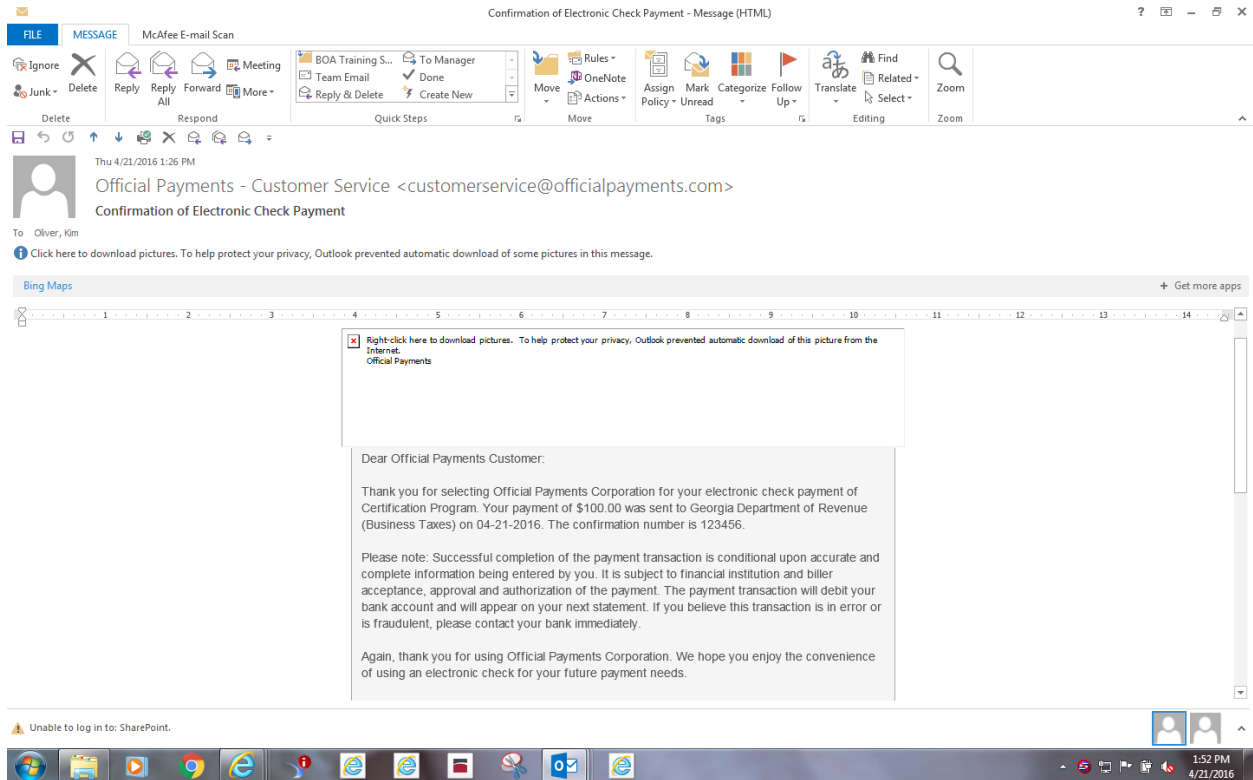 Confirmation of Electronic Check Payment - Message (HTML)
FILE MESSAGE McAfee E-mail Scan
Ignore
Junk
Delete
Reply
Reply All
Forward
Meeting
More
BOA Training S...
To Manager
Team Email
Done
Reply & Delete
Create New
Move
Rules
OneNote
Actions
Assign Policy
Mark Unread
Categorize
Follow Up
Translate
Find
Related
Select
Zoom
Delete Respond Quick Steps Move Tags Editing Zoom
Thu 4/21/2016 1:26 PM
Official Payments - Customer Service <customerservice@officialpayments.com>
Confirmation of Electronic Check Payment
To Oliver, Kim
Click here to download pictures. To help protect your privacy, Outlook prevented automatic download of some pictures in this message.
Bing Maps + Get more apps
1 2 3 4 5 6 7 8 9 10 11 12 13 14
Right-click here to download pictures. To help protect your privacy, Outlook prevented automatic download of this picture from the
Internet.
Official Payments
Dear Official Payments Customer:
Thank you for selecting Official Payments Corporation for your electronic check payment of
Certification Program. Your payment of $100.00 was sent to Georgia Department of Revenue
(Business Taxes) on 04-21-2016. The confirmation number is 123456.
Please note: Successful completion of the payment transaction is conditional upon accurate and
complete information being entered by you. It is subject to financial institution and biller
acceptance, approval and authorization of the payment. The payment transaction will debit your
bank account and will appear on your next statement. If you believe this transaction is in error or
is fraudulent, please contact your bank immediately.
Again, thank you for using Official Payments Corporation. We hope you enjoy the convenience
of using an electronic check for your future payment needs.
Unable to log in to: SharePoint.
1:52 PM
4/21/2016